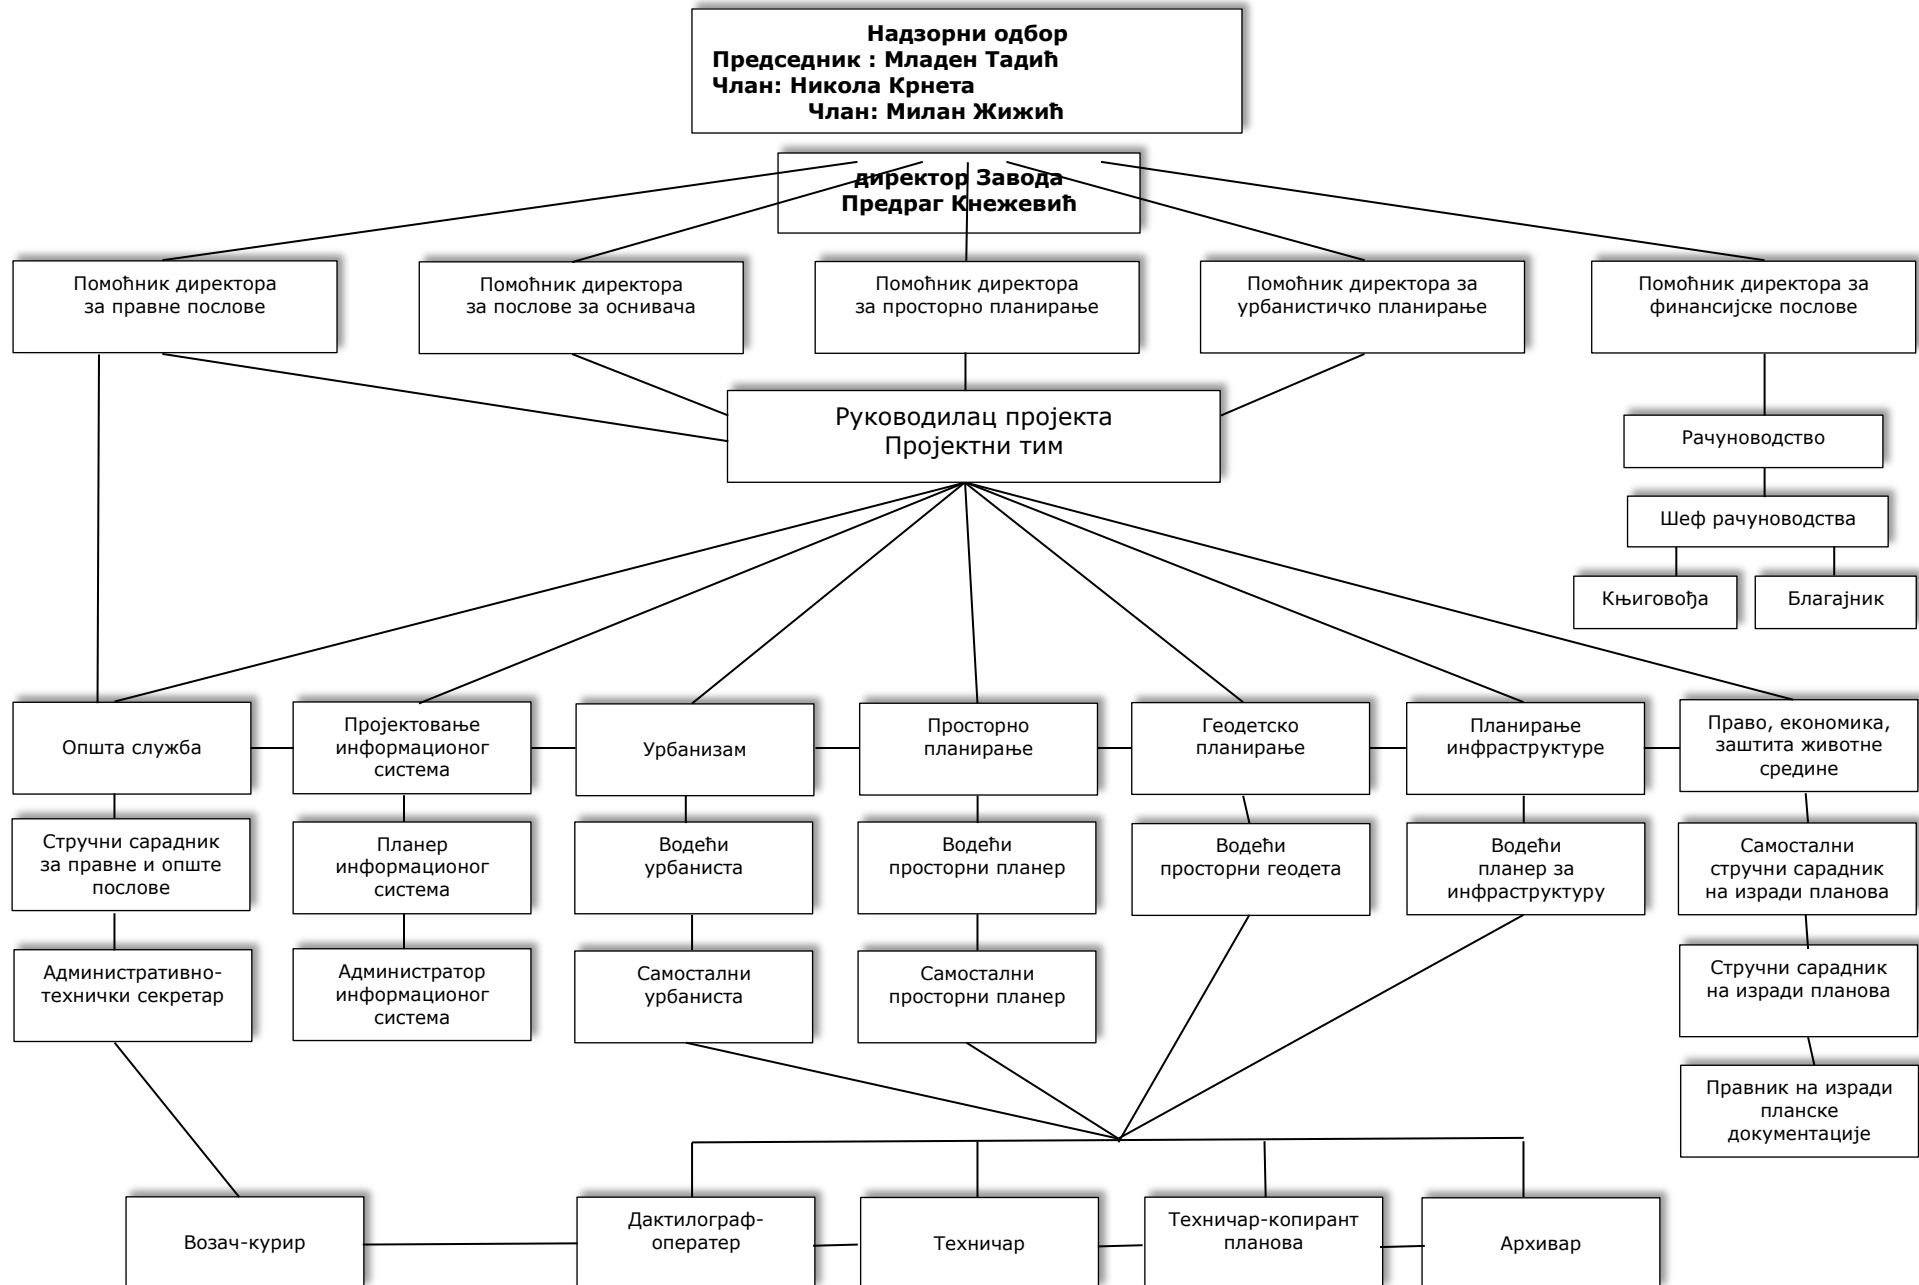 Надзорни одбор
Председник : Младен Тадић
Члан: Никола Крнета
Члан: Милан Жижић
директор Завода
Предраг Кнежевић
Помоћник директора
за правне послове
Помоћник директора
за послове за оснивача
Помоћник директора
за просторно планирање
Помоћник директора за
урбанистичко планирање
Помоћник директора за
финансијске послове
Руководилац пројекта
Пројектни тим
Рачуноводство
Шеф рачуноводства
Књиговођа
Благајник
Општа служба
Пројектовање
информационог
система
Урбанизам
Просторно
планирање
Геодетско
планирање
Планирање
инфраструктуре
Право, економика,
заштита животне
средине
Стручни сарадник
за правне и опште
послове
Планер
информационог
система
Водећи
урбаниста
Водећи
просторни планер
Водећи
просторни геодета
Водећи
планер за
инфраструктуру
Самостални
стручни сарадник
на изради планова
Административно-
технички секретар
Администратор
информационог
система
Самостални
урбаниста
Самостални
просторни планер
Стручни сарадник
на изради планова
Правник на изради
планске
документације
Возач-курир
Дактилограф-
оператер
Техничар
Техничар-копирант
планова
Архивар